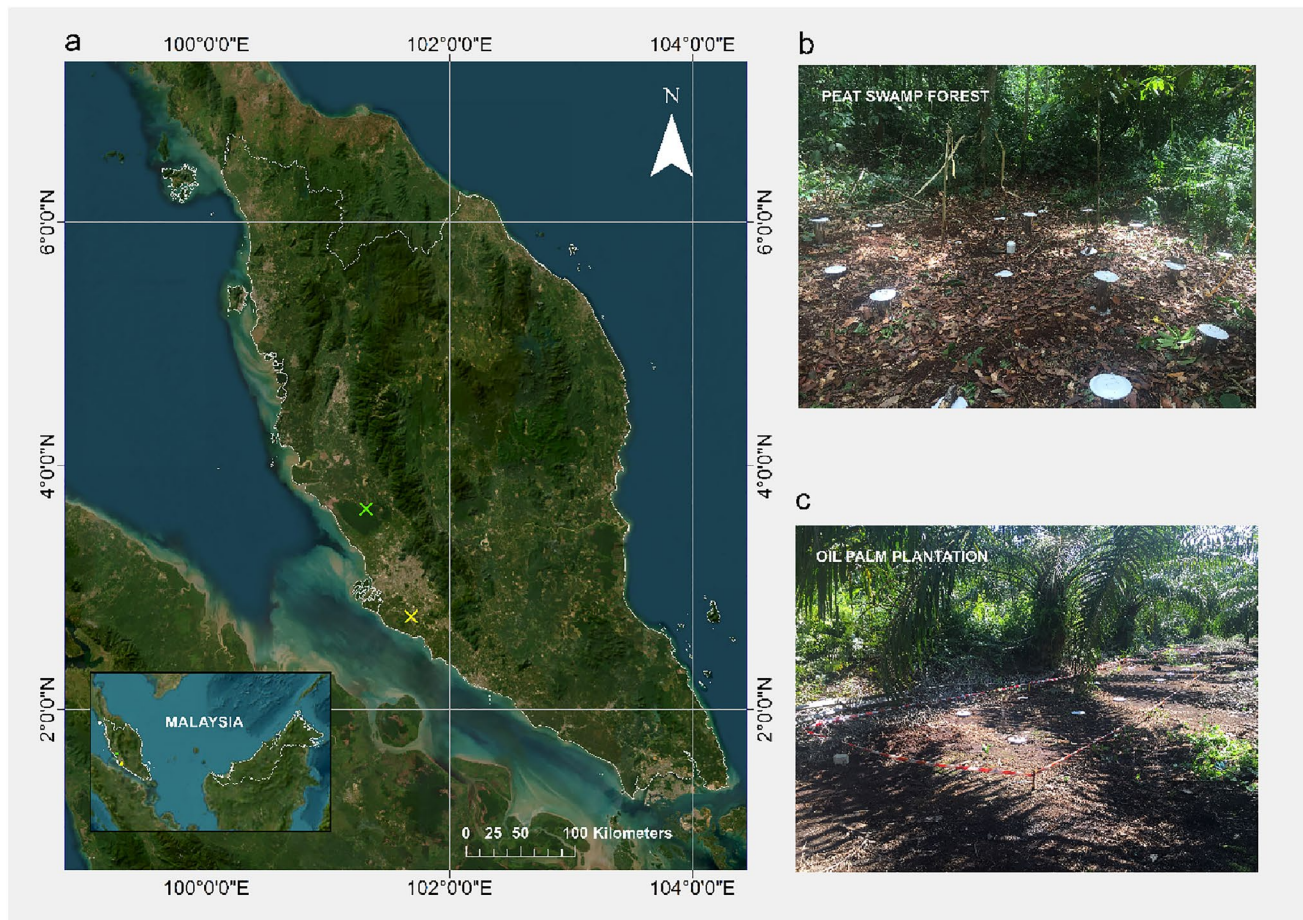 a
100°0'0"E 102°0'0"E 104°0'0"E
N
6°0'0"N 6°0'0"N
4°0'0"N 4°0'0"N
2°0'0"N 2°0'0"N
MALAYSIA
0 25 50 100 Kilometers
100°0'0"E 102°0'0"E 104°0'0"E
b
PEAT SWAMP FOREST
c
OIL PALM PLANTATION